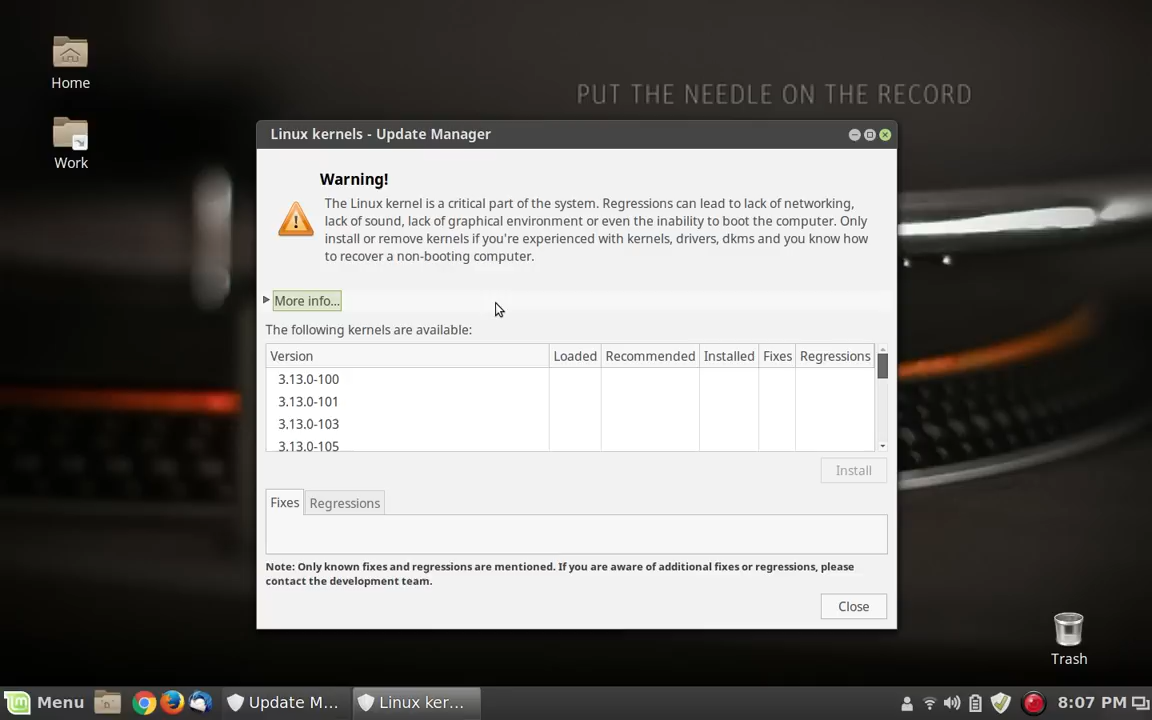 Home
Work
PUT THE NEEDLE ON THE RECORD
Linux kernels - Update Manager
Warning!
The Linux kernel is a critical part of the system. Regressions can lead to lack of networking,
lack of sound, lack of graphical environment or even the inability to boot the computer. Only
install or remove kernels if you're experienced with kernels, drivers, dkms and you know how
to recover a non-booting computer.
More info...
The following kernels are available:
Version Loaded Recommended Installed Fixes Regressions
3.13.0-100
3.13.0-101
3.13.0-103
3.13.0-105
Install
Fixes Regressions
Note: Only known fixes and regressions are mentioned. If you are aware of additional fixes or regressions, please
contact the development team.
Close
Trash
Menu Update M... Linux ker... 8:07 PM